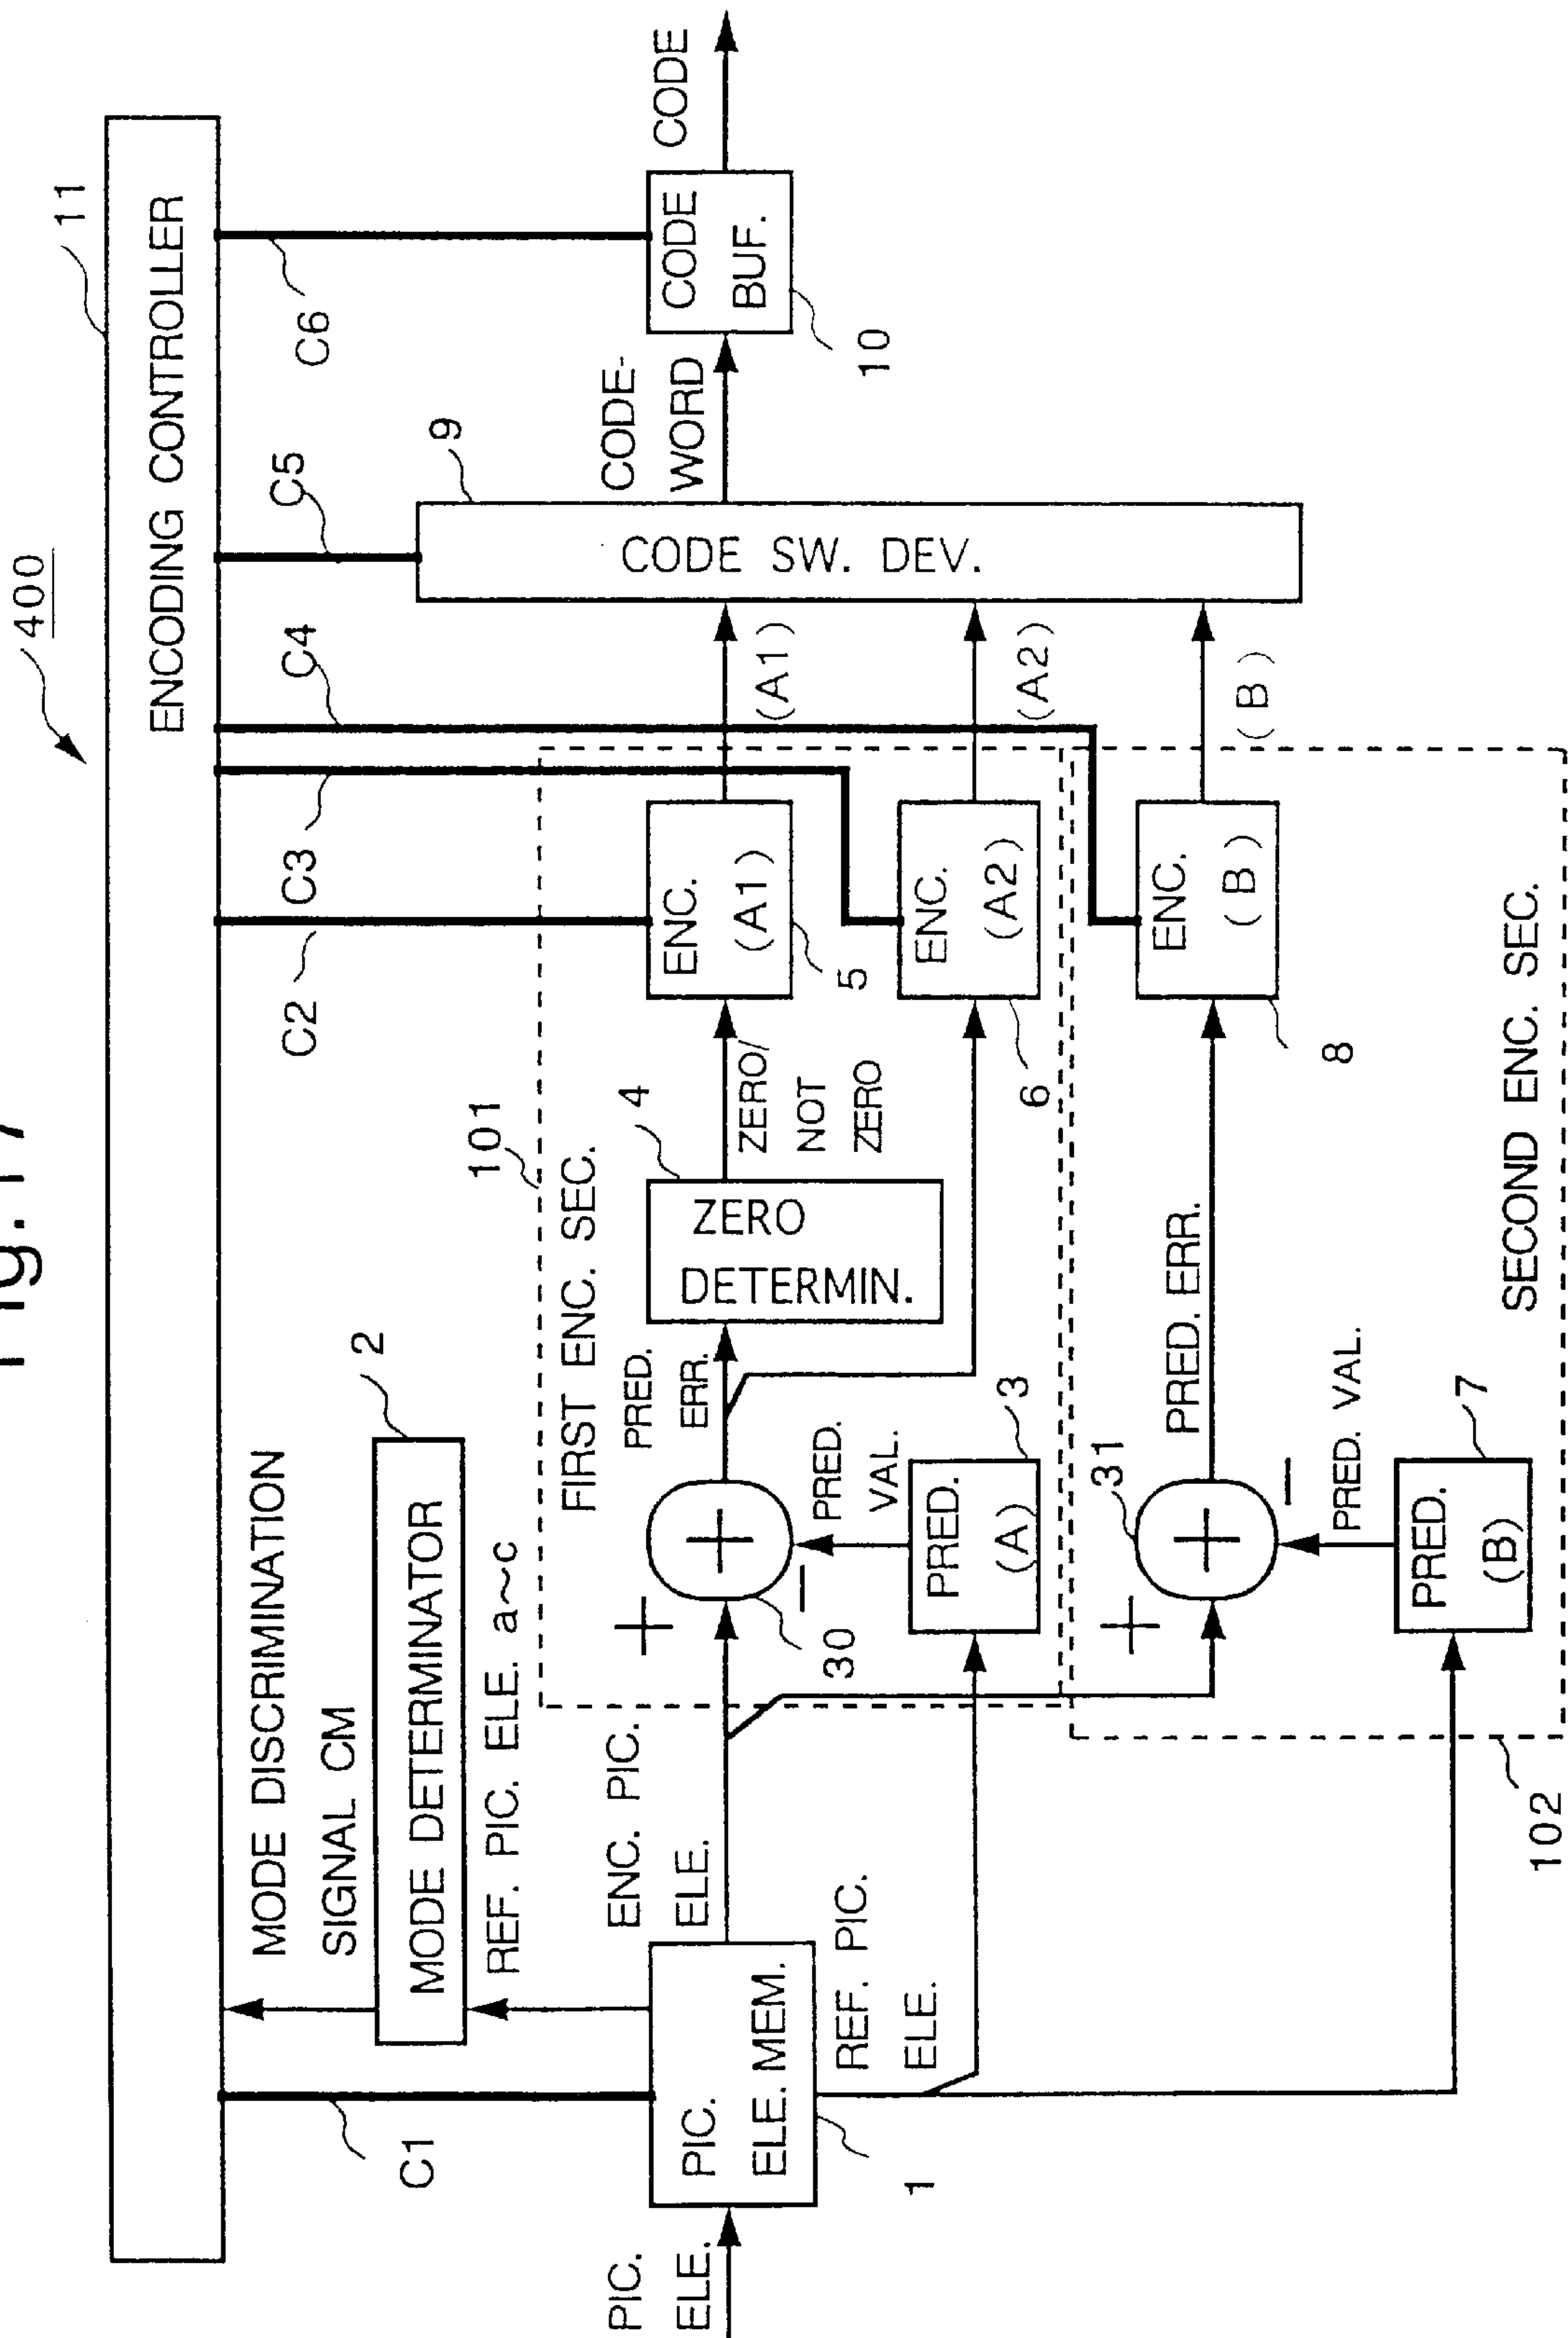 Fig.17
400
11
ENCODING CONTROLLER
MODE DISCRIMINATION
SIGNAL CM
2
MODE DETERMINATOR
REF. PIC. ELE. a~c
C1
C2
C3
C4
C5
C6
PIC.
ELE.
PIC.
ELE. MEM.
1
ENC. PIC.
ELE.
REF. PIC.
ELE.
101
FIRST ENC. SEC.
+
+
−
30
PRED.
ERR.
PRED.
VAL.
PRED.
(A)
3
4
ZERO
DETERMIN.
ZERO/
NOT
ZERO
ENC.
(A1)
5
ENC.
(A2)
6
(A1)
(A2)
(B)
9
CODE SW. DEV.
CODE-
WORD
CODE
BUF.
10
CODE
+
+
−
31
PRED. ERR.
PRED. VAL.
PRED.
(B)
7
ENC.
(B)
8
SECOND ENC. SEC.
102